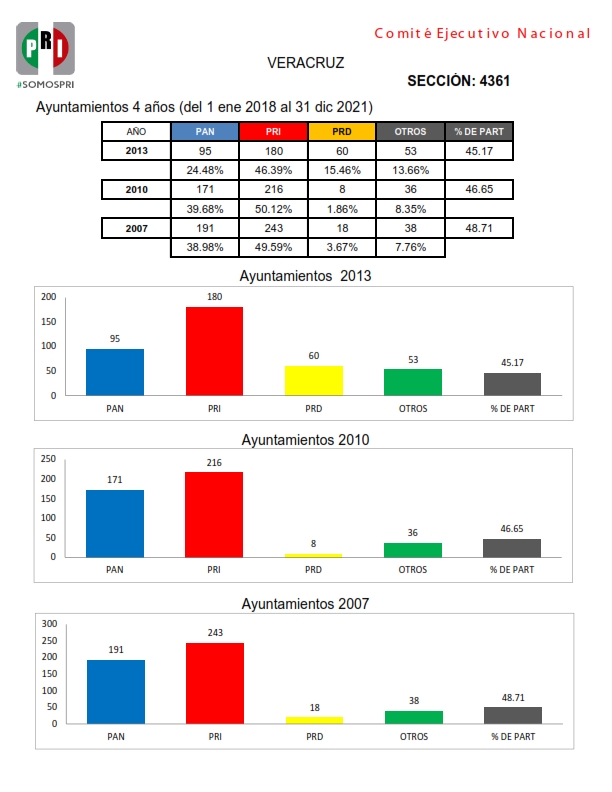 Comité Ejecutivo Nacional
PRI
#SOMOSPRI
VERACRUZ
SECCIÓN: 4361
Ayuntamientos 4 años (del 1 ene 2018 al 31 dic 2021)
AÑO PAN PRI PRD OTROS % DE PART
2013 95 180 60 53 45.17
24.48% 46.39% 15.46% 13.66%
2010 171 216 8 36 46.65
39.68% 50.12% 1.86% 8.35%
2007 191 243 18 38 48.71
38.98% 49.59% 3.67% 7.76%
Ayuntamientos 2013
200
150
100
50
0
95 180 60 53 45.17
PAN PRI PRD OTROS % DE PART
Ayuntamientos 2010
250
200
150
100
50
0
171 216 8 36 46.65
PAN PRI PRD OTROS % DE PART
Ayuntamientos 2007
300
250
200
150
100
50
0
191 243 18 38 48.71
PAN PRI PRD OTROS % DE PART